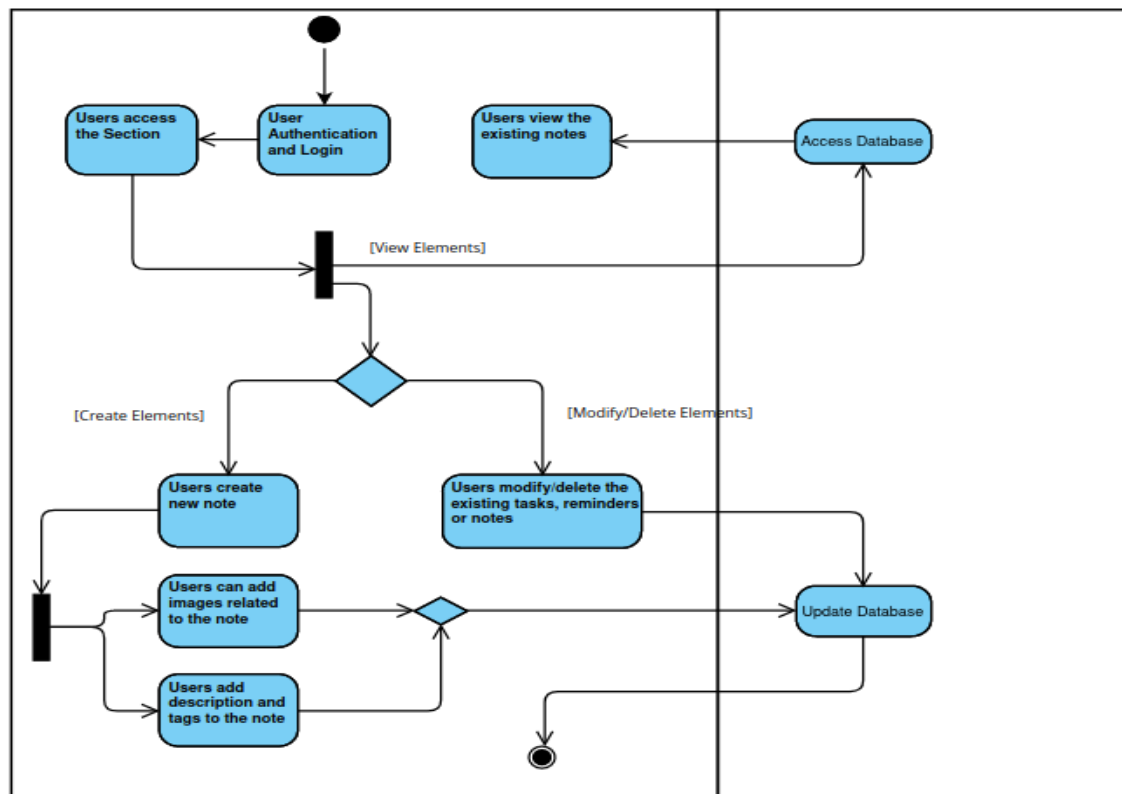 Users access
the Section
User
Authentication
and Login
Users view the
existing notes
Access Database
[View Elements]
[Create Elements]
[Modify/Delete Elements]
Users create
new note
Users modify/delete the
existing tasks, reminders
or notes
Users can add
images related
to the note
Update Database
Users add
description and
tags to the note